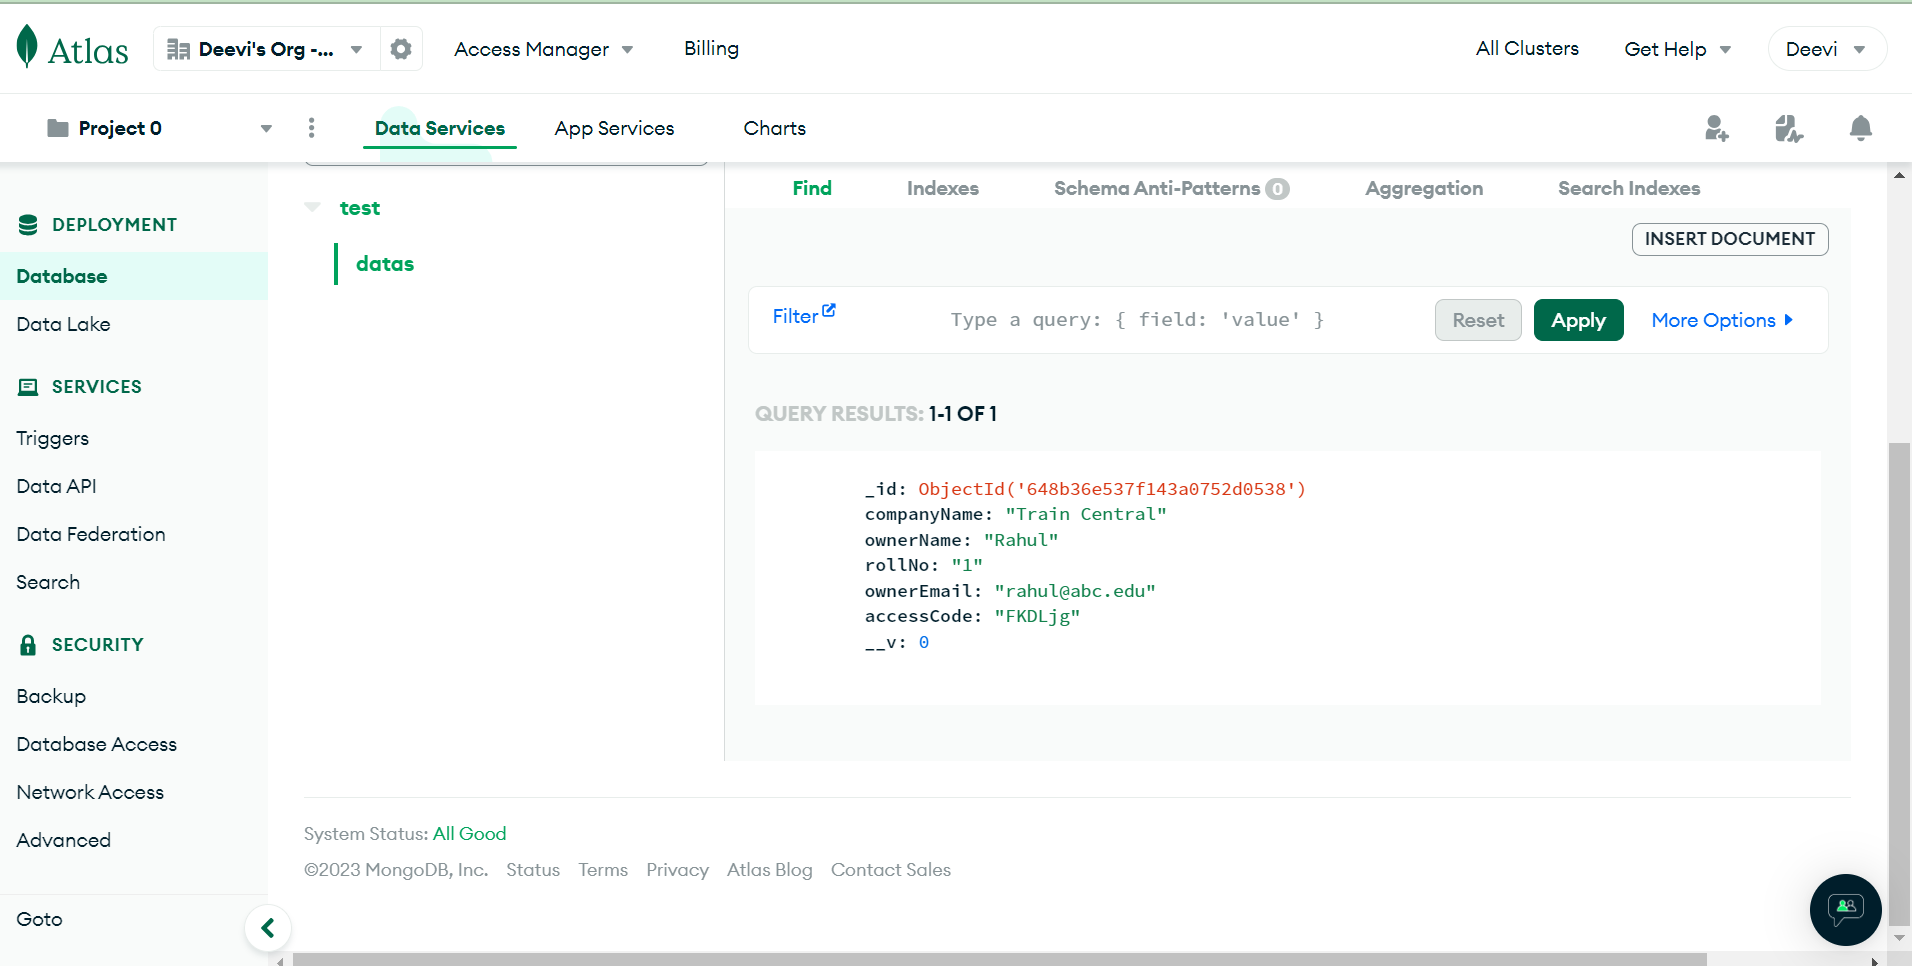 Atlas
Deevi's Org -...
Access Manager
Billing
All Clusters
Get Help
Deevi
Project 0
Data Services
App Services
Charts
DEPLOYMENT
Database
Data Lake
SERVICES
Triggers
Data API
Data Federation
Search
SECURITY
Backup
Database Access
Network Access
Advanced
Goto
test
datas
Find
Indexes
Schema Anti-Patterns 0
Aggregation
Search Indexes
INSERT DOCUMENT
Filter
Type a query: { field: 'value' }
Reset
Apply
More Options
QUERY RESULTS: 1-1 OF 1
_id: ObjectId('648b36e537f143a0752d0538')
companyName: "Train Central"
ownerName: "Rahul"
rollNo: "1"
ownerEmail: "rahul@abc.edu"
accessCode: "FKDLjg"
__v: 0
System Status: All Good
©2023 MongoDB, Inc. Status Terms Privacy Atlas Blog Contact Sales